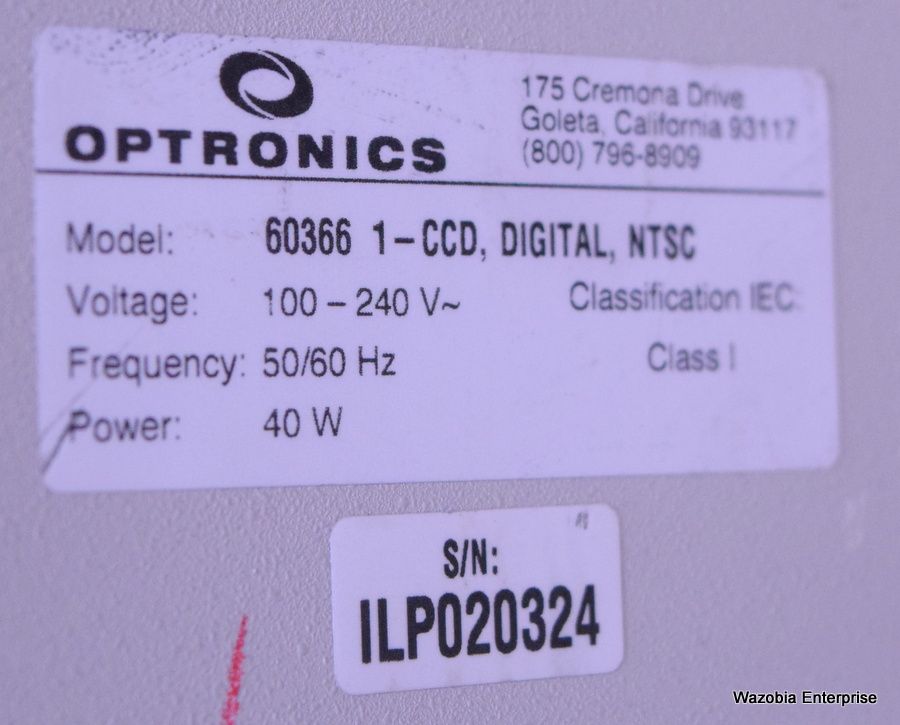 OPTRONICS
175 Cremona Drive
Goleta, California 93117
(800) 796-8909
Model: 60366 1-CCD, DIGITAL, NTSC
Voltage: 100 – 240 V~ Classification IEC:
Frequency: 50/60 Hz Class I
Power: 40 W
S/N:
ILP020324
Wazobia Enterprise